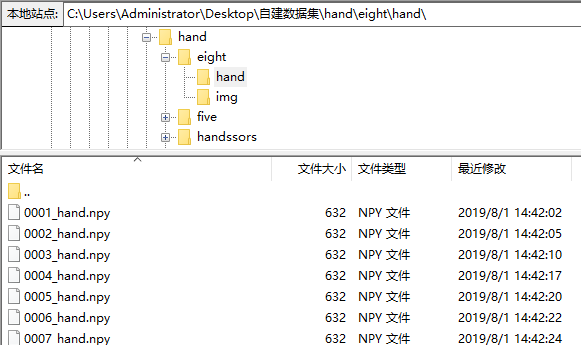 本地站点: C:\Users\Administrator\Desktop\自建数据集\hand\eight\hand\
hand
eight
hand
img
five
handssors
文件名 文件大小 文件类型 最近修改
..
0001_hand.npy 632 NPY 文件 2019/8/1 14:42:02
0002_hand.npy 632 NPY 文件 2019/8/1 14:42:05
0003_hand.npy 632 NPY 文件 2019/8/1 14:42:10
0004_hand.npy 632 NPY 文件 2019/8/1 14:42:17
0005_hand.npy 632 NPY 文件 2019/8/1 14:42:20
0006_hand.npy 632 NPY 文件 2019/8/1 14:42:22
0007_hand.npy 632 NPY 文件 2019/8/1 14:42:24